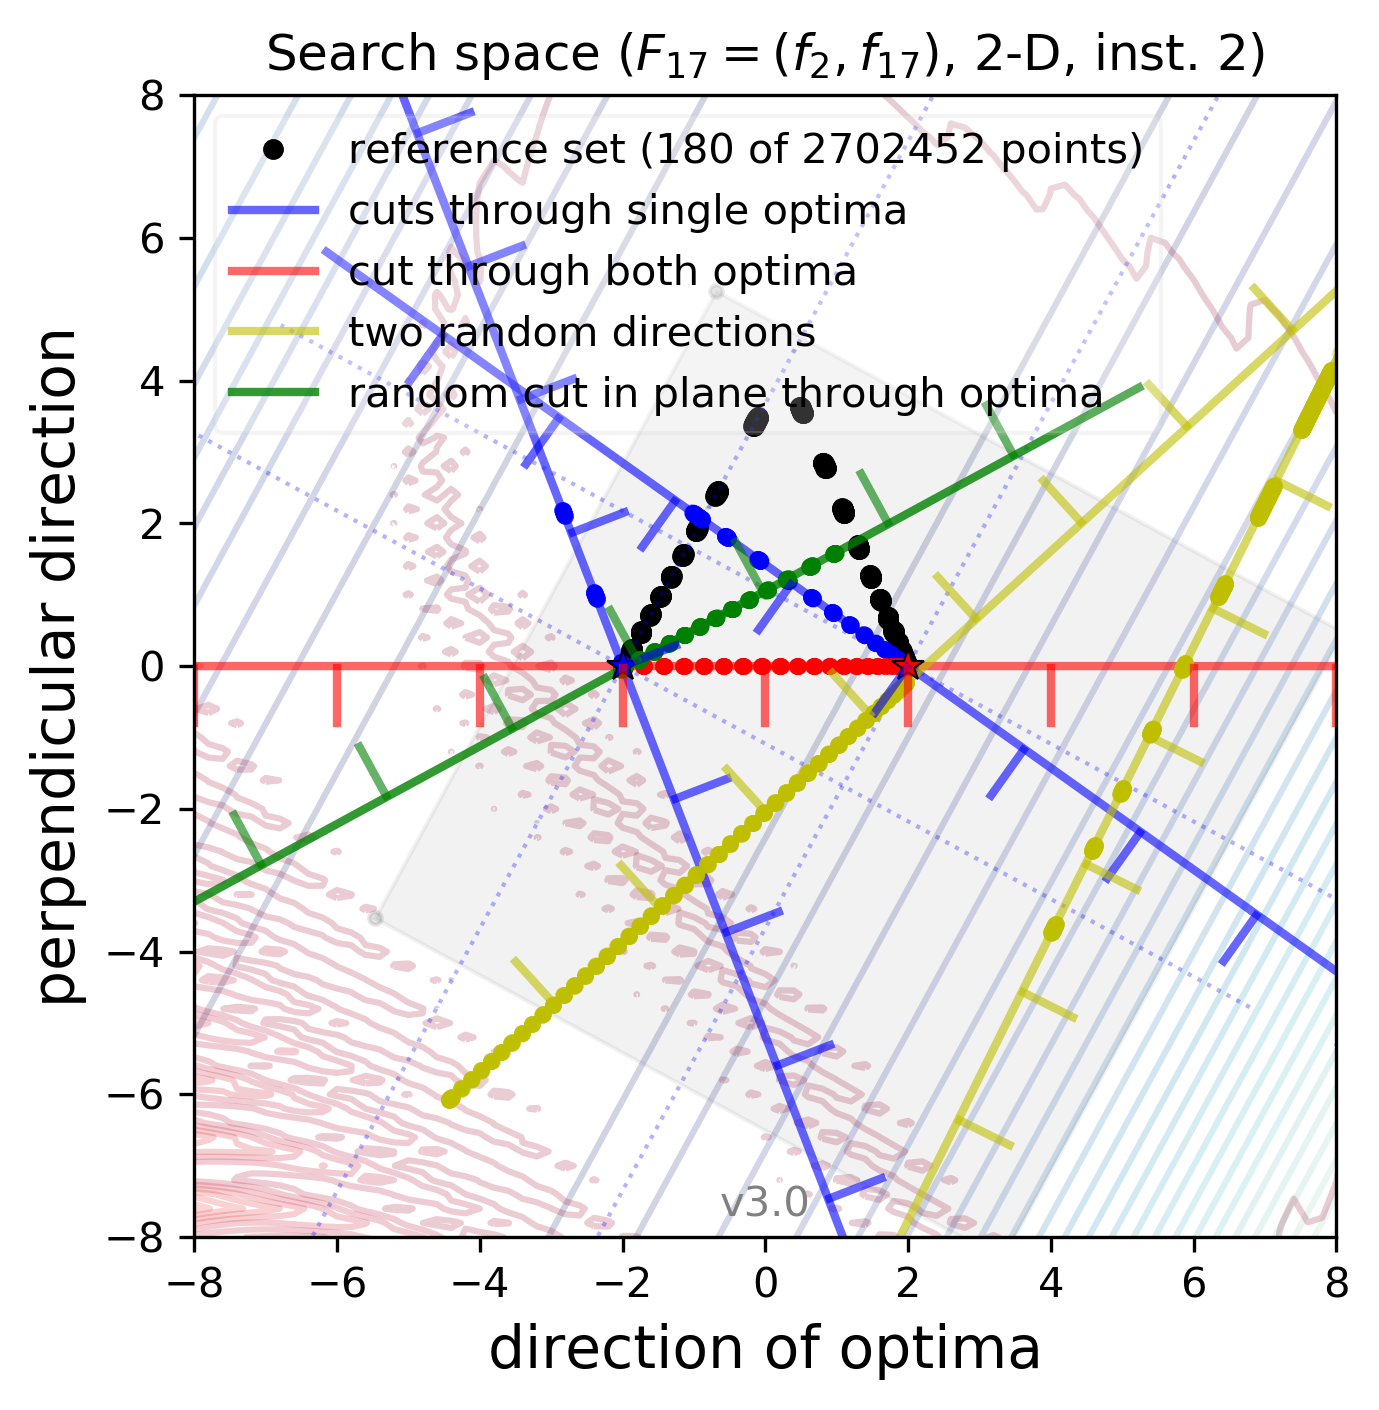 Search space (F₁₇ = (f₂, f₁₇), 2-D, inst. 2)
reference set (180 of 2702452 points)
cuts through single optima
cut through both optima
two random directions
random cut in plane through optima
perpendicular direction
8
6
4
2
0
−2
−4
−6
−8
v3.0
−8 −6 −4 −2 0 2 4 6 8
direction of optima